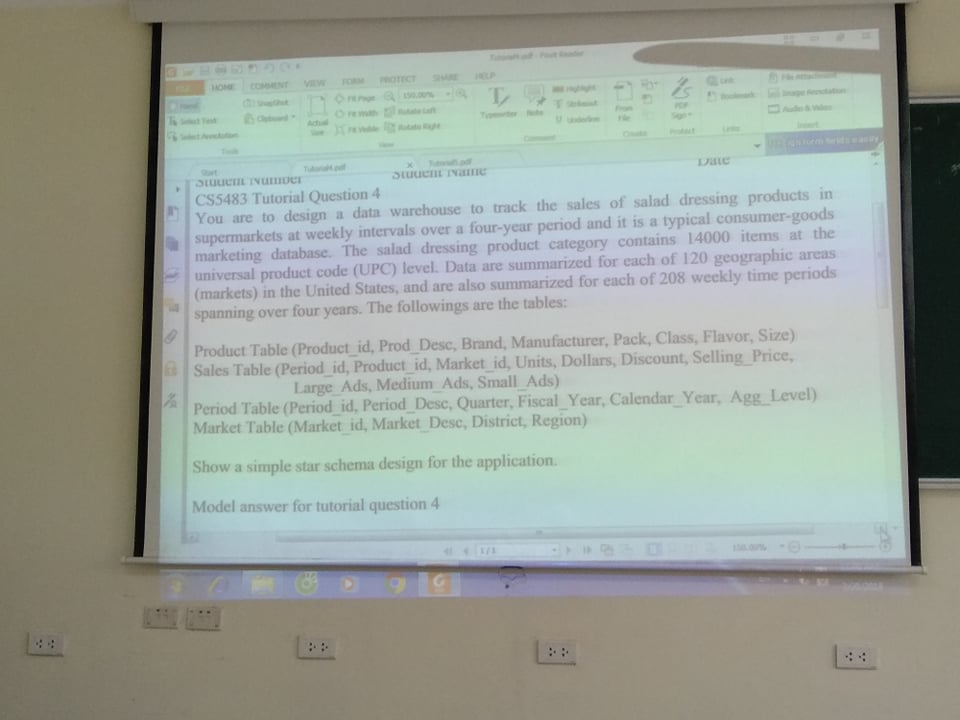 Tutorial4.pdf - Foxit Reader
FILE HOME COMMENT VIEW FORM PROTECT SHARE HELP
Hand
Select Text
Select Annotation
SnapShot
Clipboard
Tools
Actual
Size
Fit Page
Fit Width
Fit Visible
150.00%
Rotate Left
Rotate Right
View
Typewriter
Note
Highlight
Strikeout
Underline
Comment
From
File
Create
PDF
Sign
Protect
Link
Bookmark
Links
File Attachment
Image Annotation
Audio & Video
Insert
Start
Tutorial4.pdf
Tutorial5.pdf
Student Number Student Name Date
CS5483 Tutorial Question 4
You are to design a data warehouse to track the sales of salad dressing products in
supermarkets at weekly intervals over a four-year period and it is a typical consumer-goods
marketing database. The salad dressing product category contains 14000 items at the
universal product code (UPC) level. Data are summarized for each of 120 geographic areas
(markets) in the United States, and are also summarized for each of 208 weekly time periods
spanning over four years. The followings are the tables:
Product Table (Product_id, Prod_Desc, Brand, Manufacturer, Pack, Class, Flavor, Size)
Sales Table (Period_id, Product_id, Market_id, Units, Dollars, Discount, Selling_Price,
Large_Ads, Medium_Ads, Small_Ads)
Period Table (Period_id, Period_Desc, Quarter, Fiscal_Year, Calendar_Year, Agg_Level)
Market Table (Market_id, Market_Desc, District, Region)
Show a simple star schema design for the application.
Model answer for tutorial question 4
1/1
150.00%